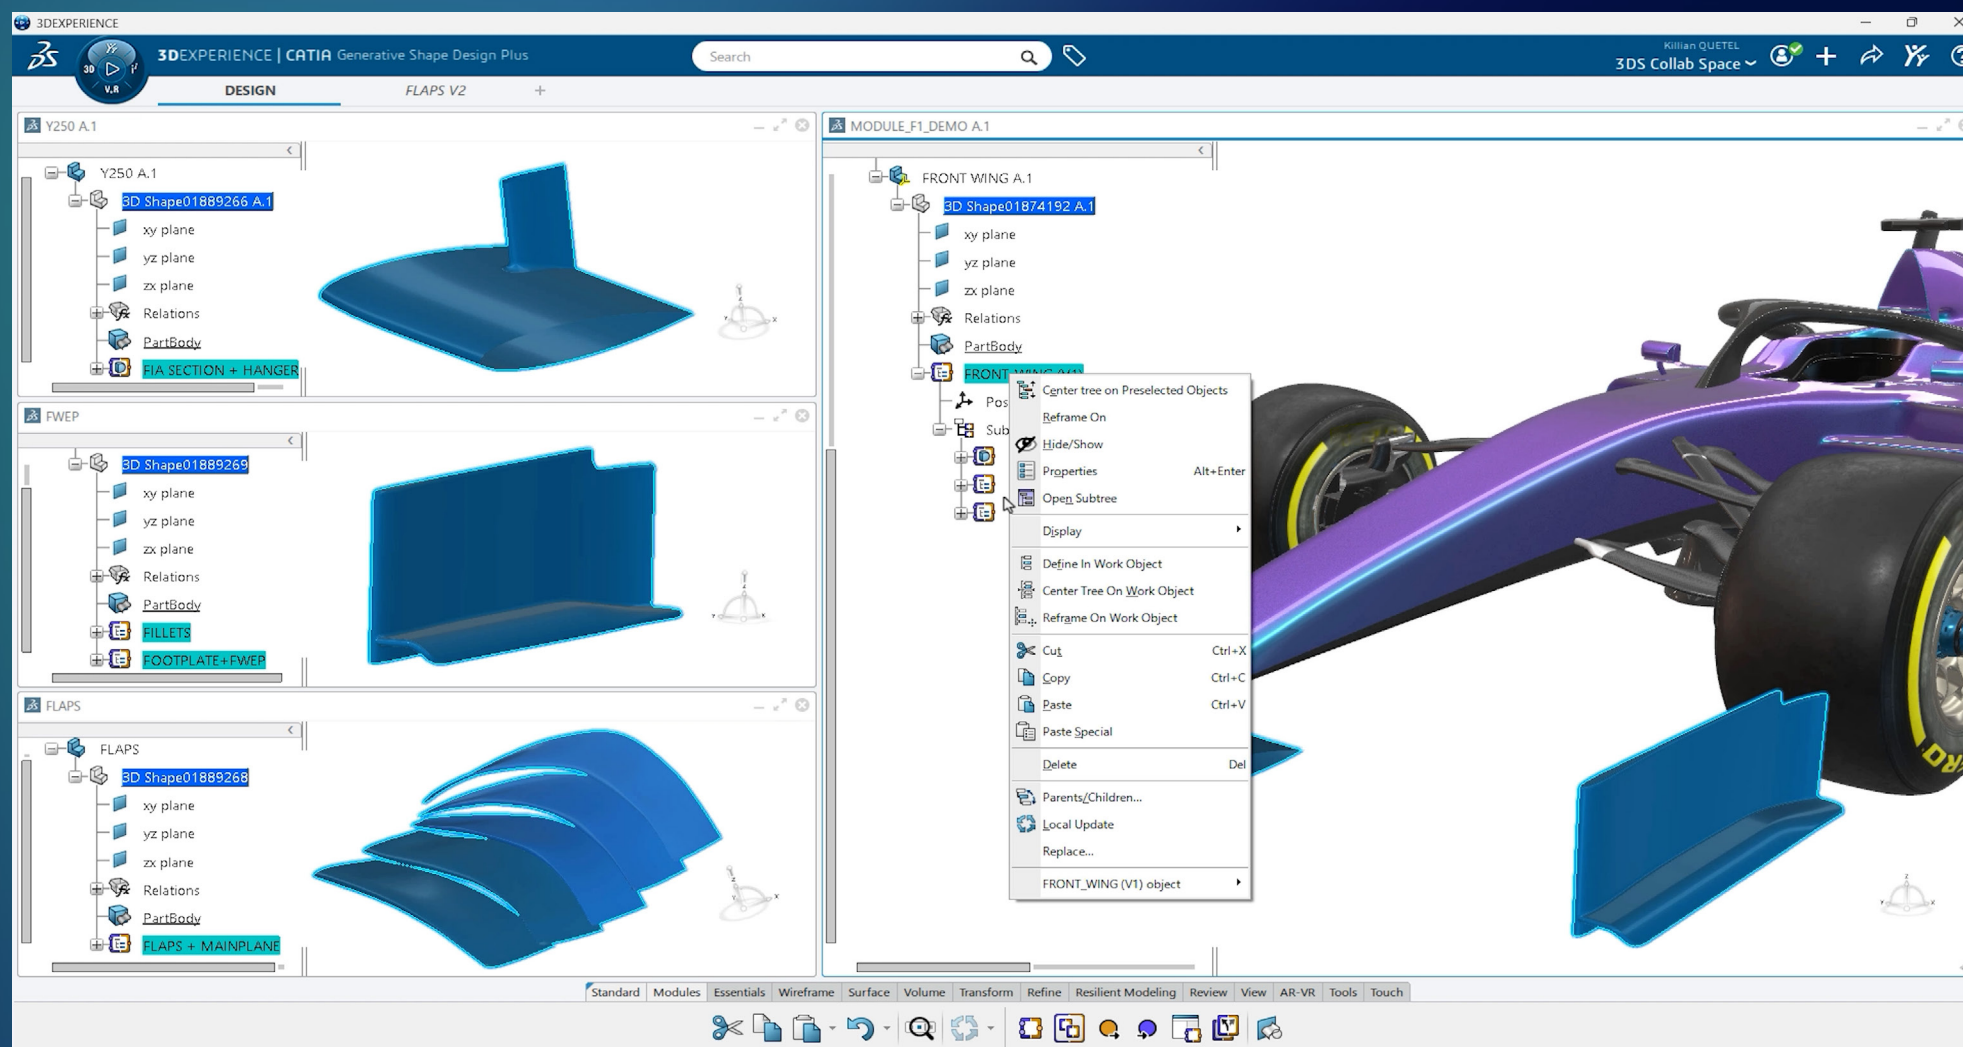 3DEXPERIENCE
3DEXPERIENCE | CATIA Generative Shape Design Plus
Search
Killian QUETEL
3DS Collab Space
3D
V,R
DESIGN
FLAPS V2
Y250 A.1
Y250 A.1
3D Shape01889266 A.1
xy plane
yz plane
zx plane
Relations
PartBody
FIA SECTION + HANGER
FWEP
3D Shape01889269
xy plane
yz plane
zx plane
Relations
PartBody
FILLETS
FOOTPLATE+FWEP
FLAPS
FLAPS
3D Shape01889268
xy plane
yz plane
zx plane
Relations
PartBody
FLAPS + MAINPLANE
MODULE_F1_DEMO A.1
FRONT WING A.1
3D Shape01874192 A.1
xy plane
yz plane
zx plane
Relations
PartBody
FRONT_WING (V1)
Pos
Sub
Center tree on Preselected Objects
Reframe On
Hide/Show
Properties Alt+Enter
Open Subtree
Display
Define In Work Object
Center Tree On Work Object
Reframe On Work Object
Cut Ctrl+X
Copy Ctrl+C
Paste Ctrl+V
Paste Special
Delete Del
Parents/Children...
Local Update
Replace...
FRONT_WING (V1) object
Standard Modules Essentials Wireframe Surface Volume Transform Refine Resilient Modeling Review View AR-VR Tools Touch